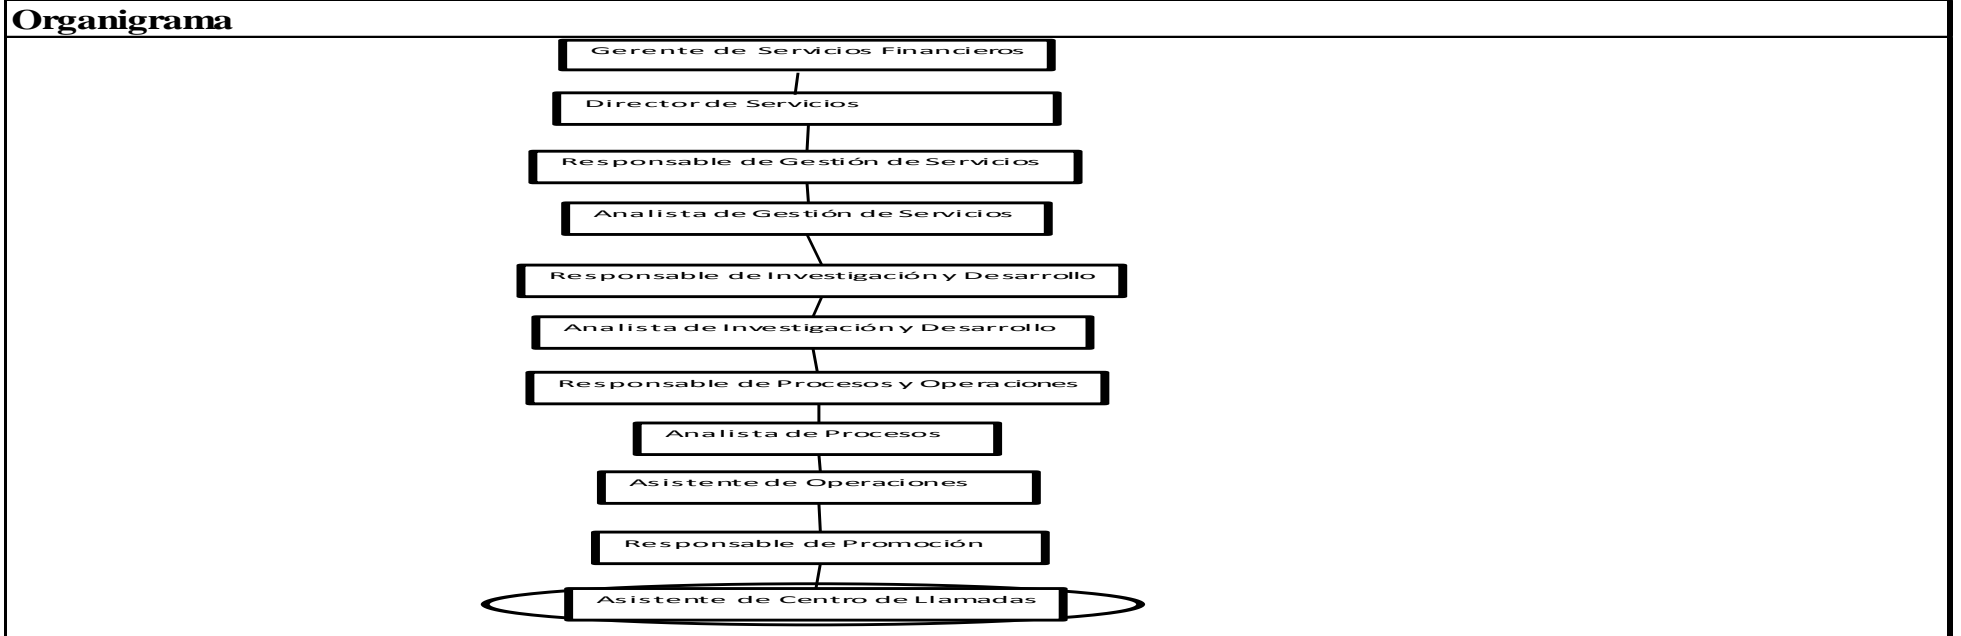 Organigrama
Gerente de Servicios Financieros
Director de Servicios
Responsable de Gestión de Servicios
Analista de Gestión de Servicios
Responsable de Investigación y Desarrollo
Analista de Investigación y Desarrollo
Responsable de Procesos y Operaciones
Analista de Procesos
Asistente de Operaciones
Responsable de Promoción
Asistente de Centro de Llamadas